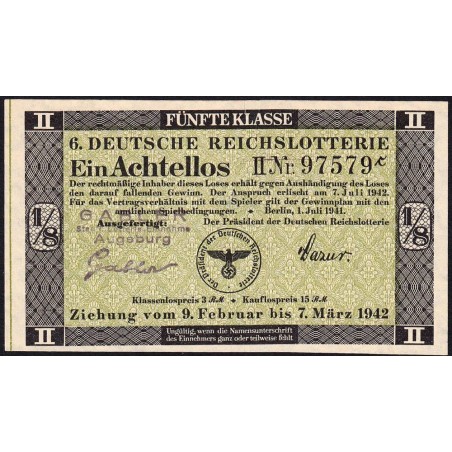 II FÜNFTE KLASSE II
6. DEUTSCHE REICHSLOTTERIE
Ein Achtellos II Nr. 97579
Der rechtmäßige Inhaber dieses Loses erhält gegen Aushändigung des Loses
den darauf fallenden Gewinn. Der Anspruch erlischt am 7. Juli 1942.
Für das Vertragsverhältnis mit dem Spieler gilt der Gewinnplan mit den
amtlichen Spielbedingungen. * Berlin, 1. Juli 1941.
Ausgefertigt: Der Präsident der Deutschen Reichslotterie
1/8 1/8
Augsburg
Der Präsident der Deutschen Reichslotterie
Klassenlospreis 3 RM Kauflospreis 15 RM
Ziehung vom 9. Februar bis 7. März 1942
II II
Ungültig, wenn die Namensunterschrift
des Einnehmers ganz oder teilweise fehlt